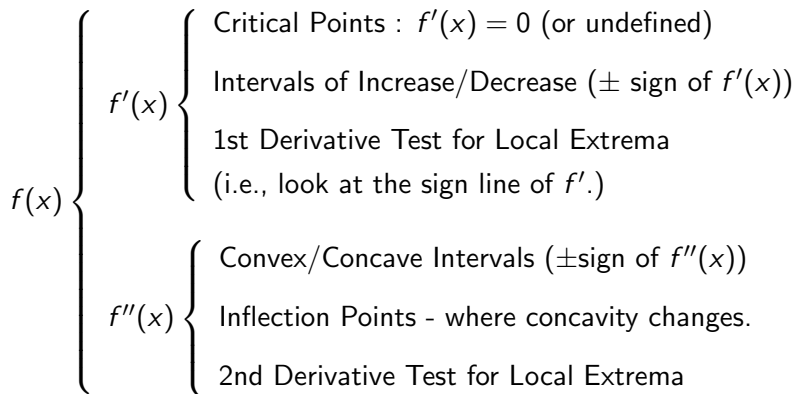 f(x)
f′(x)
Critical Points : f′(x) = 0 (or undefined)
Intervals of Increase/Decrease (± sign of f′(x))
1st Derivative Test for Local Extrema
(i.e., look at the sign line of f′.)
f″(x)
Convex/Concave Intervals (±sign of f″(x))
Inflection Points - where concavity changes.
2nd Derivative Test for Local Extrema